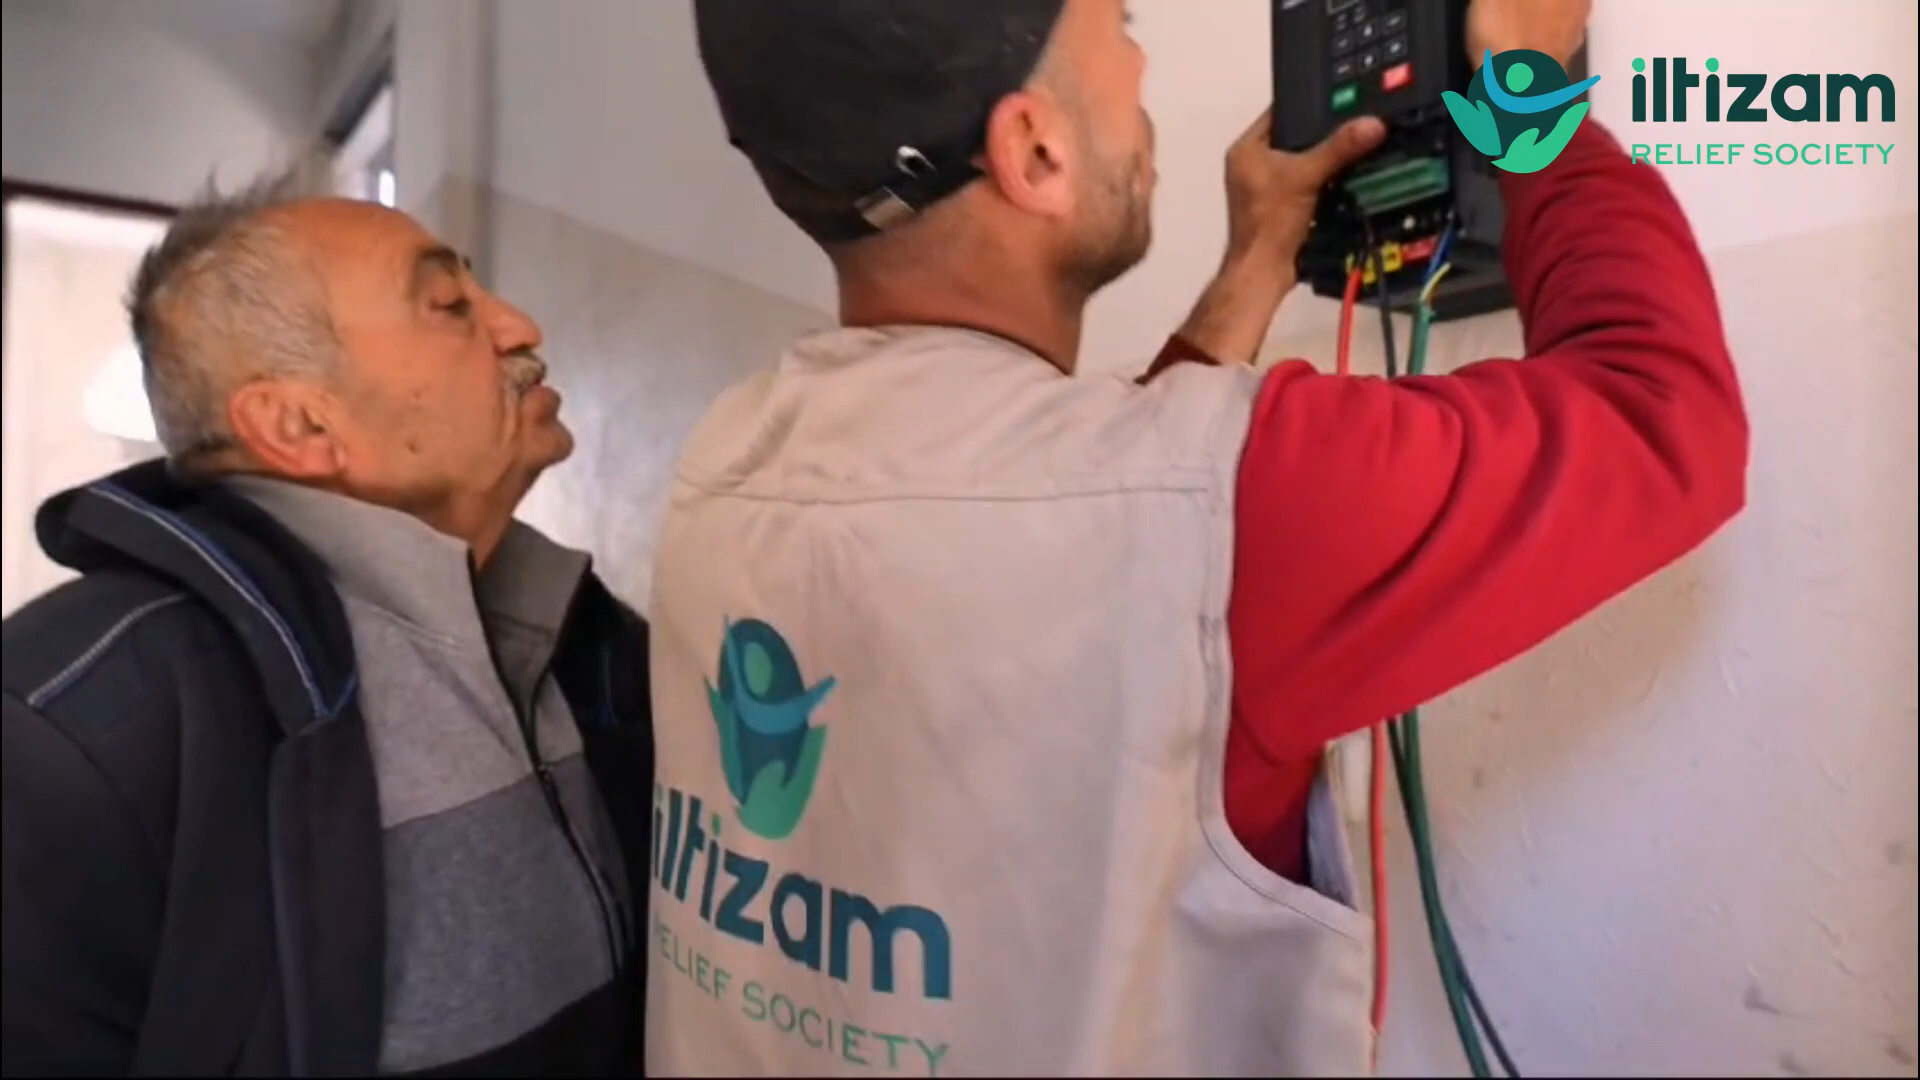 iltizam
RELIEF SOCIETY
iltizam
RELIEF SOCIETY